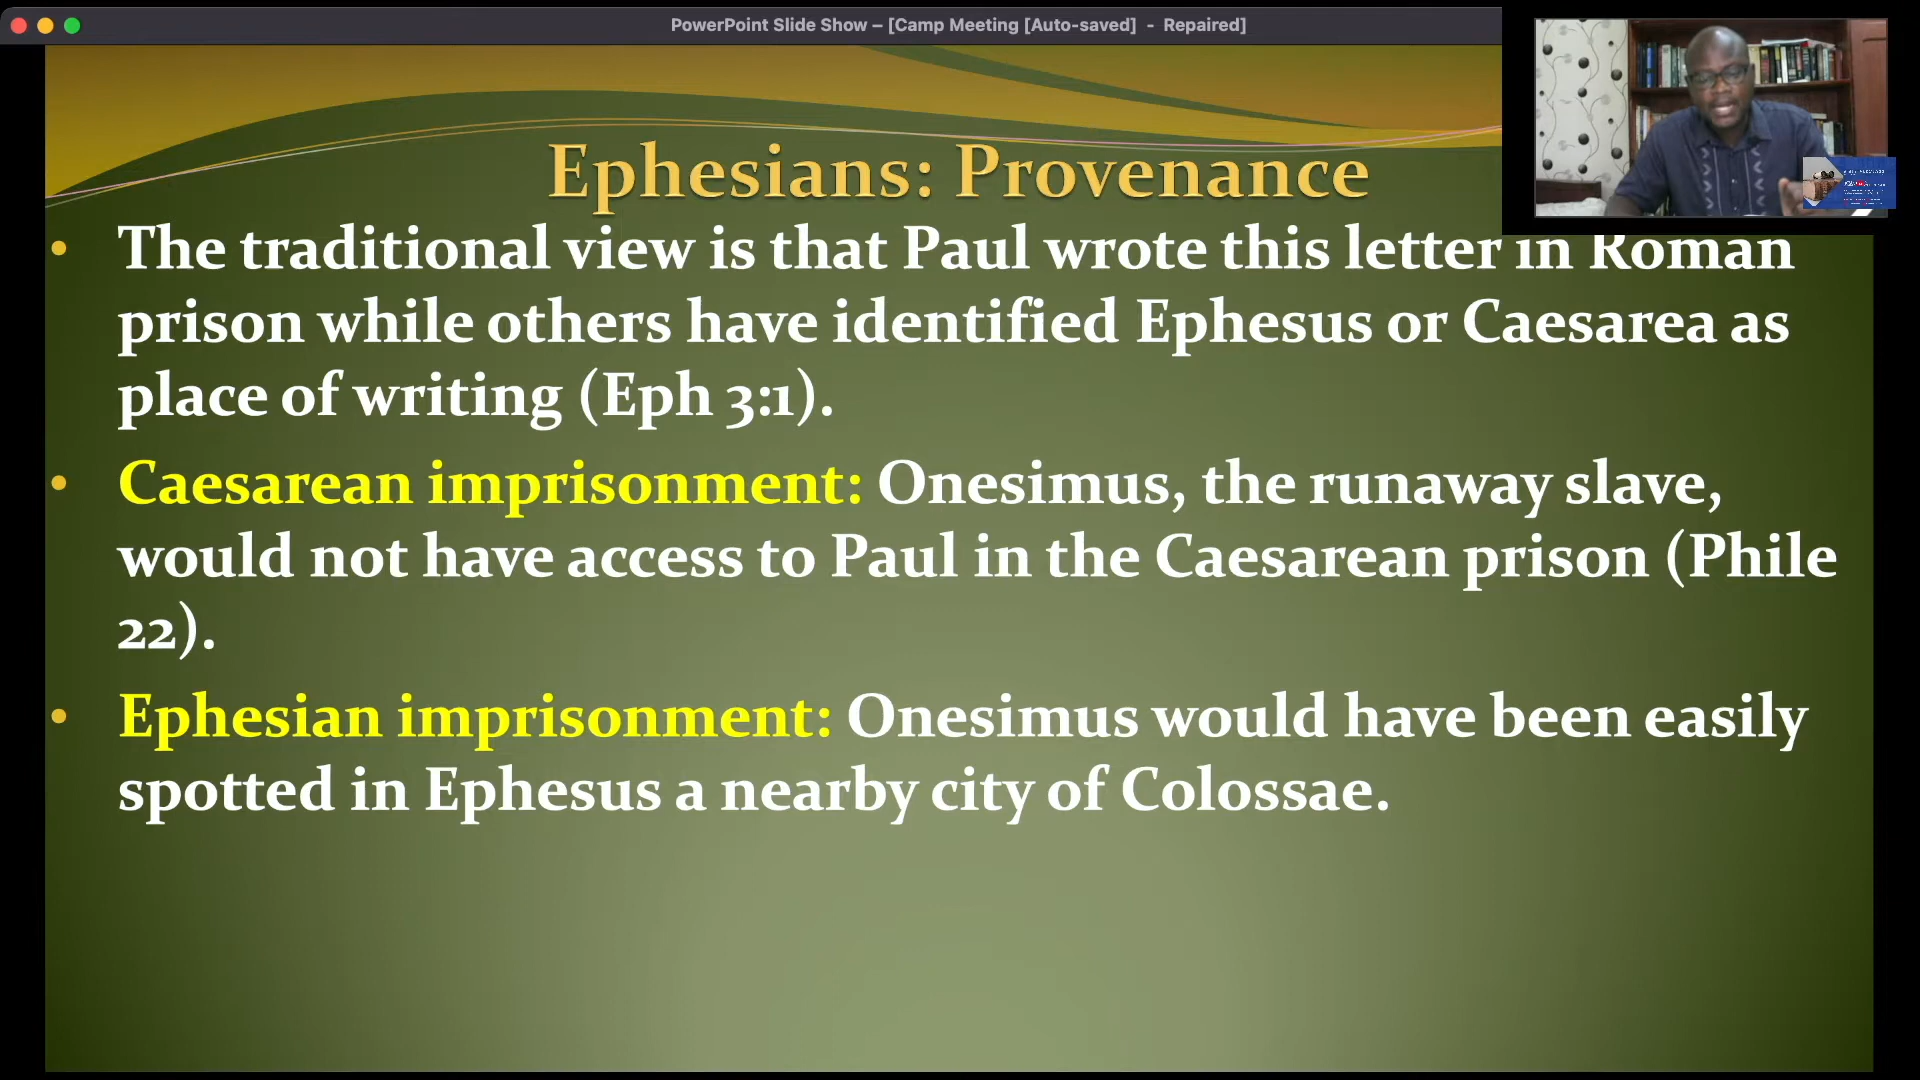 PowerPoint Slide Show – [Camp Meeting [Auto-saved]  -  Repaired]
Ephesians: Provenance
• The traditional view is that Paul wrote this letter in Roman
prison while others have identified Ephesus or Caesarea as
place of writing (Eph 3:1).
• Caesarean imprisonment: Onesimus, the runaway slave,
would not have access to Paul in the Caesarean prison (Phile
22).
• Ephesian imprisonment: Onesimus would have been easily
spotted in Ephesus a nearby city of Colossae.